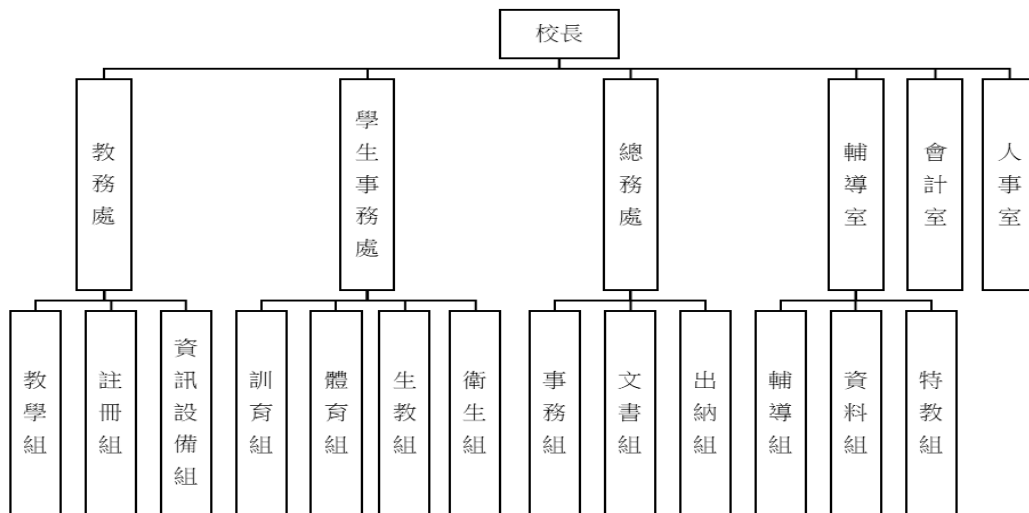 校長
教務處
學生事務處
總務處
輔導室
會計室
人事室
教學組
註冊組
資訊設備組
訓育組
體育組
生教組
衛生組
事務組
文書組
出納組
輔導組
資料組
特教組